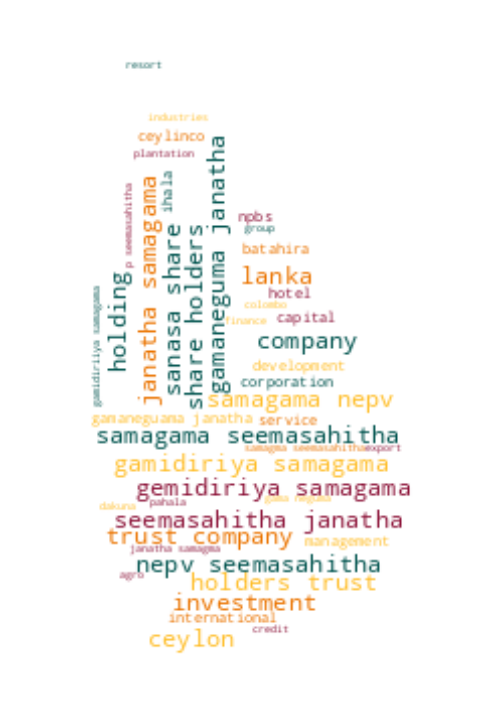 resort
industries
ceylinco
plantation
p seemasahitha
janatha samagama
ihala
gamaneguma janatha
npbs
group
batahira
lanka
hotel
colombo
capital
finance
gamidiriiya samagama
holding
sanasa share
share holders
company
development
corporation
samagama nepv
gamaneguama janatha
service
samagama seemasahitha
samagma seemasahitha
export
gamidiriya samagama
gemidiriya samagama
gama neguma
pahala
dakuna
seemasahitha janatha
trust company
management
janatha samagma
nepv seemasahitha
agro
holders trust
investment
international
credit
ceylon